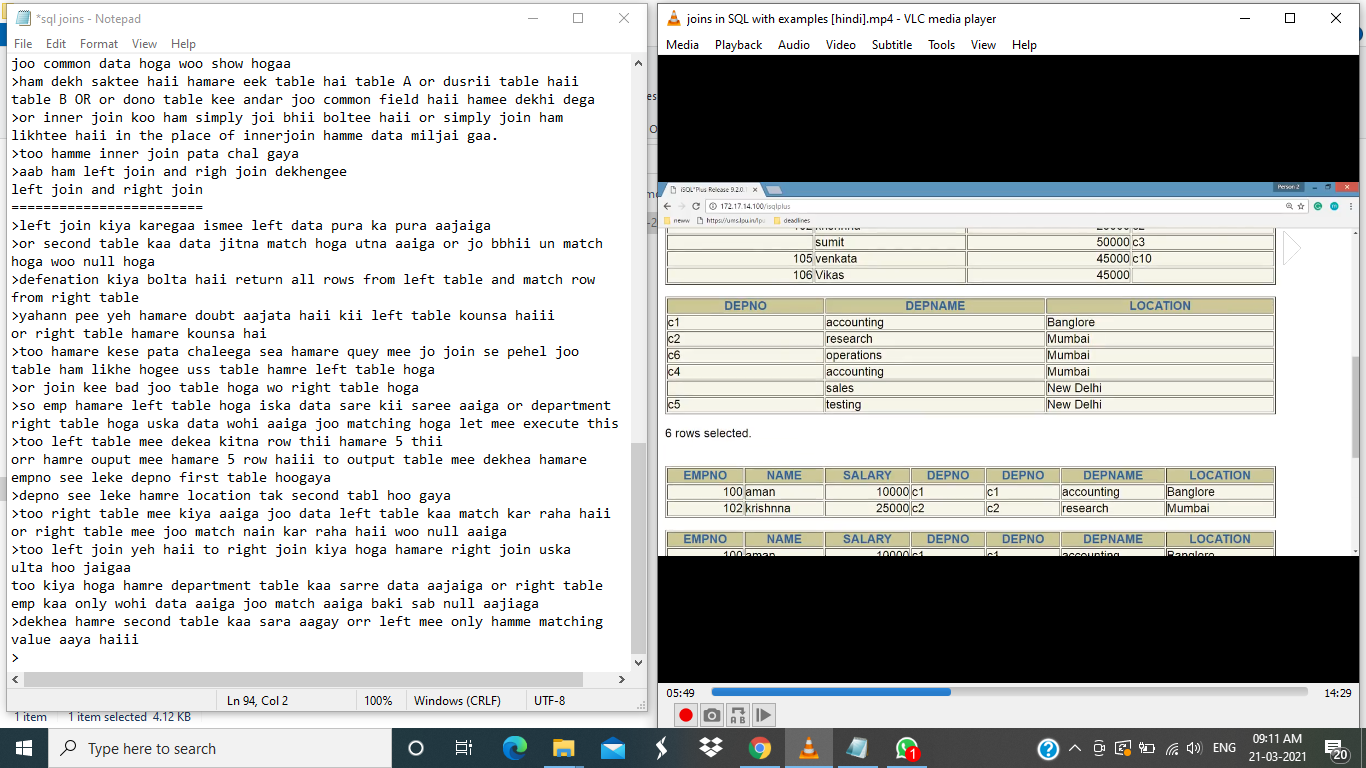 *sql joins - Notepad
File Edit Format View Help
joo common data hoga woo show hogaa
>ham dekh saktee haii hamare eek table hai table A or dusrii table haii
table B OR or dono table kee andar joo common field haii hamee dekhi dega
>or inner join koo ham simply joi bhii boltee haii or simply join ham
likhtee haii in the place of innerjoin hamme data miljai gaa.
>too hamme inner join pata chal gaya
>aab ham left join and righ join dekhengee
left join and right join
========================
>left join kiya karegaa ismee left data pura ka pura aajaiga
>or second table kaa data jitna match hoga utna aaiga or jo bbhii un match
hoga woo null hoga
>defenation kiya bolta haii return all rows from left table and match row
from right table
>yahann pee yeh hamare doubt aajata haii kii left table kounsa haiii
or right table hamare kounsa hai
>too hamare kese pata chaleega sea hamare quey mee jo join se pehel joo
table ham likhe hogee uss table hamre left table hoga
>or join kee bad joo table hoga wo right table hoga
>so emp hamare left table hoga iska data sare kii saree aaiga or department
right table hoga uska data wohi aaiga joo matching hoga let mee execute this
>too left table mee dekea kitna row thii hamare 5 thii
orr hamre ouput mee hamare 5 row haiii to output table mee dekhea hamare
empno see leke depno first table hoogaya
>depno see leke hamre location tak second tabl hoo gaya
>too right table mee kiya aaiga joo data left table kaa match kar raha haii
or right table mee joo match nain kar raha haii woo null aaiga
>too left join yeh haii to right join kiya hoga hamare right join uska
ulta hoo jaigaa
too kiya hoga hamre department table kaa sarre data aajaiga or right table
emp kaa only wohi data aaiga joo match aaiga baki sab null aajiaga
>dekhea hamre second table kaa sara aagay orr left mee only hamme matching
value aaya haiii
>
Ln 94, Col 2 100% Windows (CRLF) UTF-8
1 item 1 item selected 4.12 KB
joins in SQL with examples [hindi].mp4 - VLC media player
Media Playback Audio Video Subtitle Tools View Help
iSQL*Plus Release 9.2.0. Person 2
172.17.14.100/isqlplus
neww https://ums.lpu.in/lpu deadlines
sumit 50000 c3
105 venkata 45000 c10
106 Vikas 45000
DEPNO DEPNAME LOCATION
c1 accounting Banglore
c2 research Mumbai
c6 operations Mumbai
c4 accounting Mumbai
sales New Delhi
c5 testing New Delhi
6 rows selected.
EMPNO NAME SALARY DEPNO DEPNO DEPNAME LOCATION
100 aman 10000 c1 c1 accounting Banglore
102 krishnna 25000 c2 c2 research Mumbai
EMPNO NAME SALARY DEPNO DEPNO DEPNAME LOCATION
100 aman 10000 c1 c1 accounting Banglore
05:49 14:29
A B
Type here to search
1
ENG
09:11 AM
21-03-2021
20